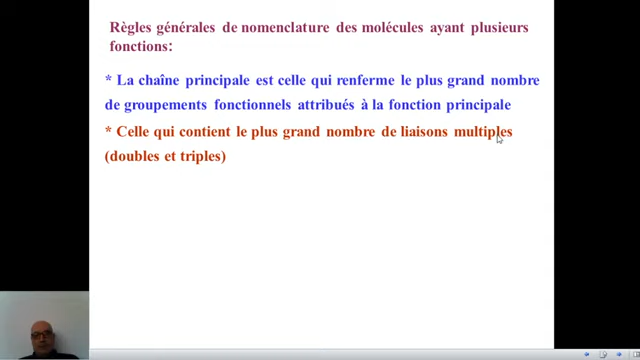 Règles générales de nomenclature des molécules ayant plusieurs
fonctions:
* La chaîne principale est celle qui renferme le plus grand nombre
de groupements fonctionnels attribués à la fonction principale
* Celle qui contient le plus grand nombre de liaisons multiples
(doubles et triples)